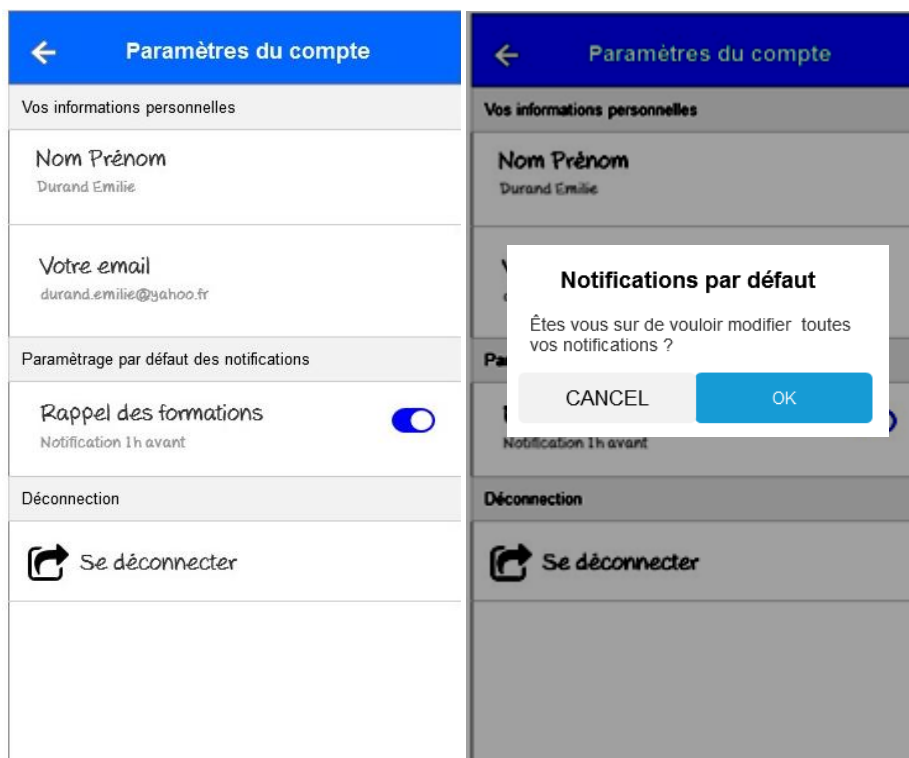 Paramètres du compte
Vos informations personnelles
Nom Prénom
Durand Emilie
Votre email
durand.emilie@yahoo.fr
Paramètrage par défaut des notifications
Rappel des formations
Notification 1h avant
Déconnection
Se déconnecter
Paramètres du compte
Vos informations personnelles
Nom Prénom
Durand Emilie
Notifications par défaut
Êtes vous sur de vouloir modifier toutes
vos notifications ?
CANCEL
OK
Notification 1h avant
Déconnection
Se déconnecter